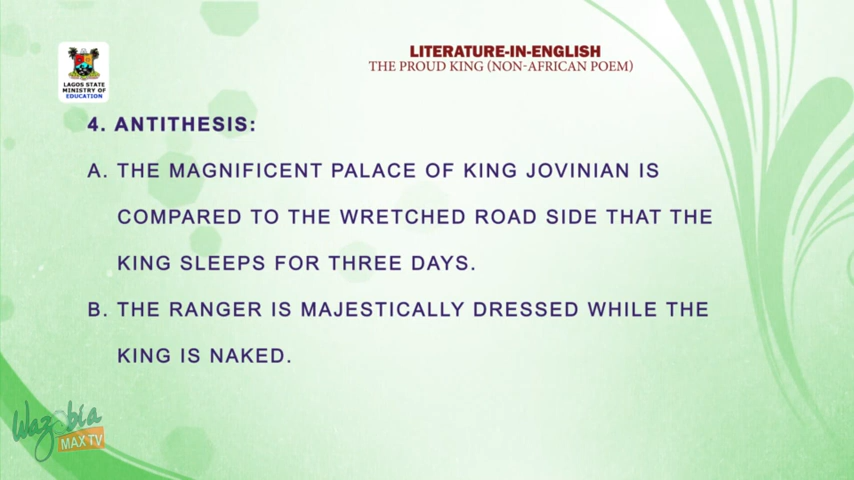 LAGOS STATE
MINISTRY OF
EDUCATION
LITERATURE-IN-ENGLISH
THE PROUD KING (NON-AFRICAN POEM)
4. ANTITHESIS:
A. THE MAGNIFICENT PALACE OF KING JOVINIAN IS
COMPARED TO THE WRETCHED ROAD SIDE THAT THE
KING SLEEPS FOR THREE DAYS.
B. THE RANGER IS MAJESTICALLY DRESSED WHILE THE
KING IS NAKED.
Wazobia
MAX TV